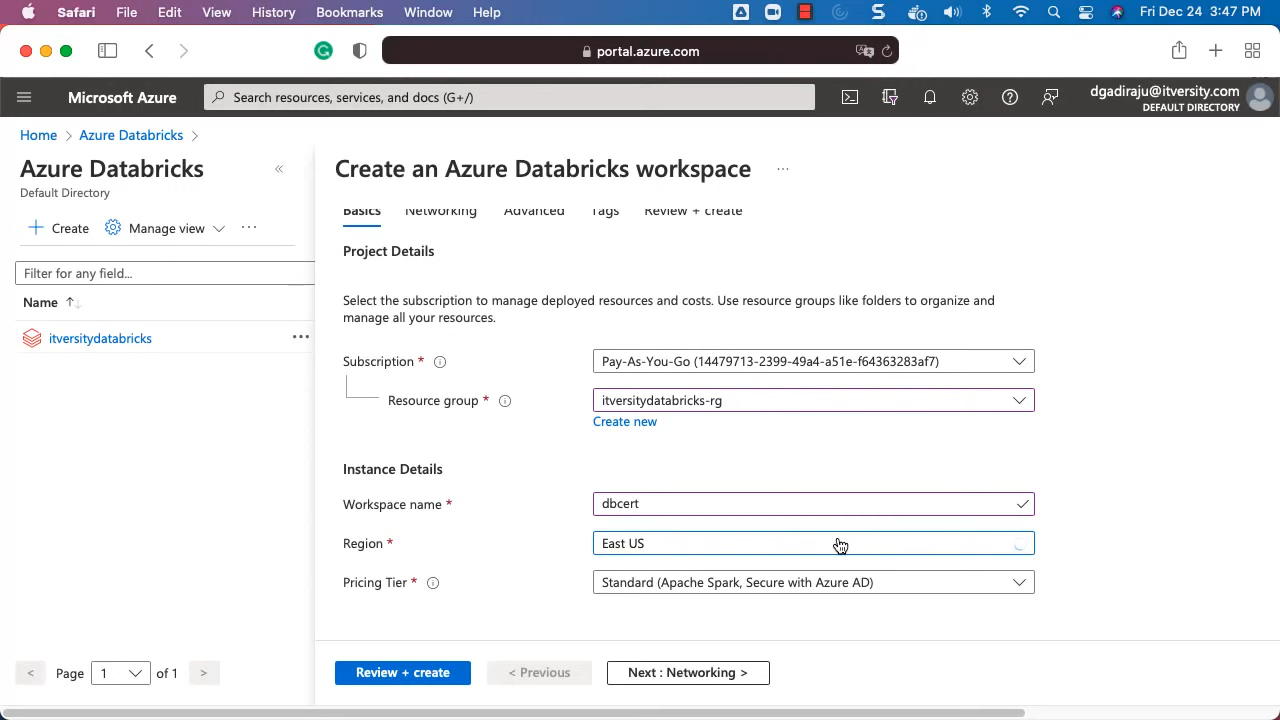 Safari File Edit View History Bookmarks Window Help Fri Dec 24 3:47 PM
portal.azure.com
Microsoft Azure
Search resources, services, and docs (G+/)
dgadiraju@itversity.com
DEFAULT DIRECTORY
Home > Azure Databricks >
Azure Databricks
Default Directory
+ Create Manage view ...
Filter for any field...
Name ↑↓
itversitydatabricks ...
< Page 1 of 1 >
Create an Azure Databricks workspace ...
Basics Networking Advanced Tags Review + create
Project Details
Select the subscription to manage deployed resources and costs. Use resource groups like folders to organize and
manage all your resources.
Subscription * Pay-As-You-Go (14479713-2399-49a4-a51e-f64363283af7)
Resource group * itversitydatabricks-rg
Create new
Instance Details
Workspace name * dbcert
Region * East US
Pricing Tier * Standard (Apache Spark, Secure with Azure AD)
Review + create < Previous Next : Networking >